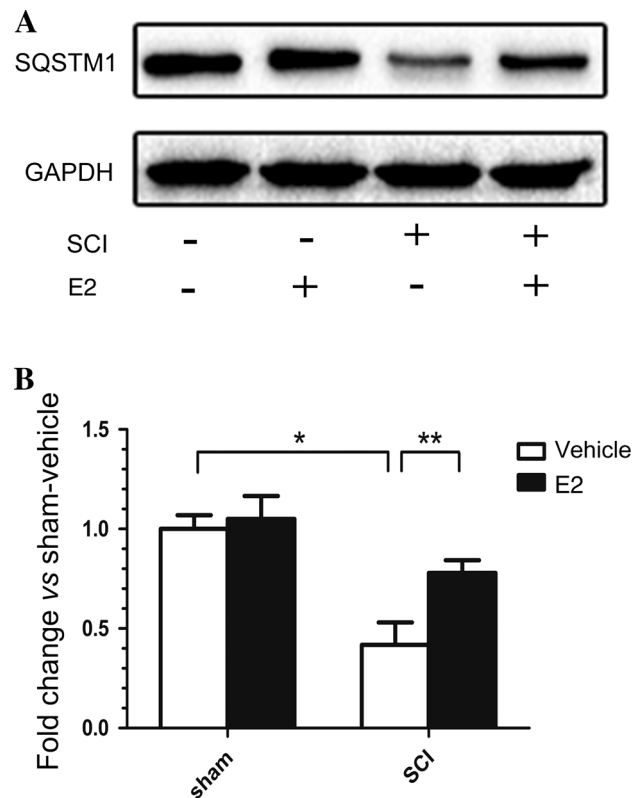 A
SQSTM1
GAPDH
SCI - - + +
E2 - + - +
B
Fold change vs sham-vehicle
1.5
1.0
0.5
0.0
* **
Vehicle
E2
sham SCI